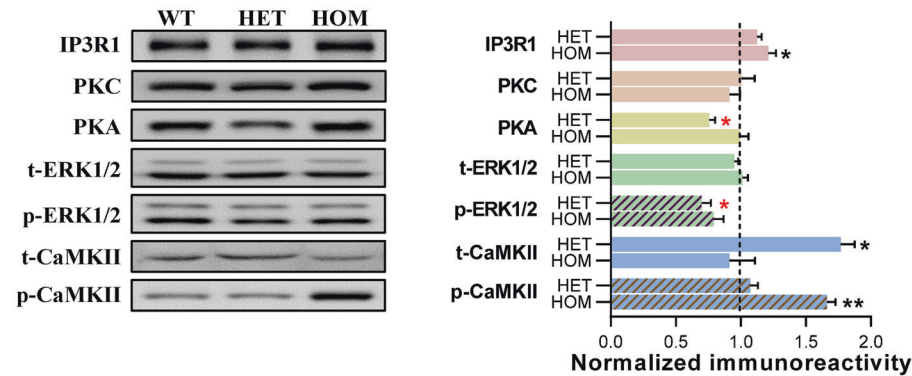 WT HET HOM
IP3R1
PKC
PKA
t-ERK1/2
p-ERK1/2
t-CaMKII
p-CaMKII
IP3R1 HET
HOM *
PKC HET
HOM
PKA HET *
HOM
t-ERK1/2 HET
HOM
p-ERK1/2 HET *
HOM
t-CaMKII HET *
HOM
p-CaMKII HET
HOM **
0.0 0.5 1.0 1.5 2.0
Normalized immunoreactivity